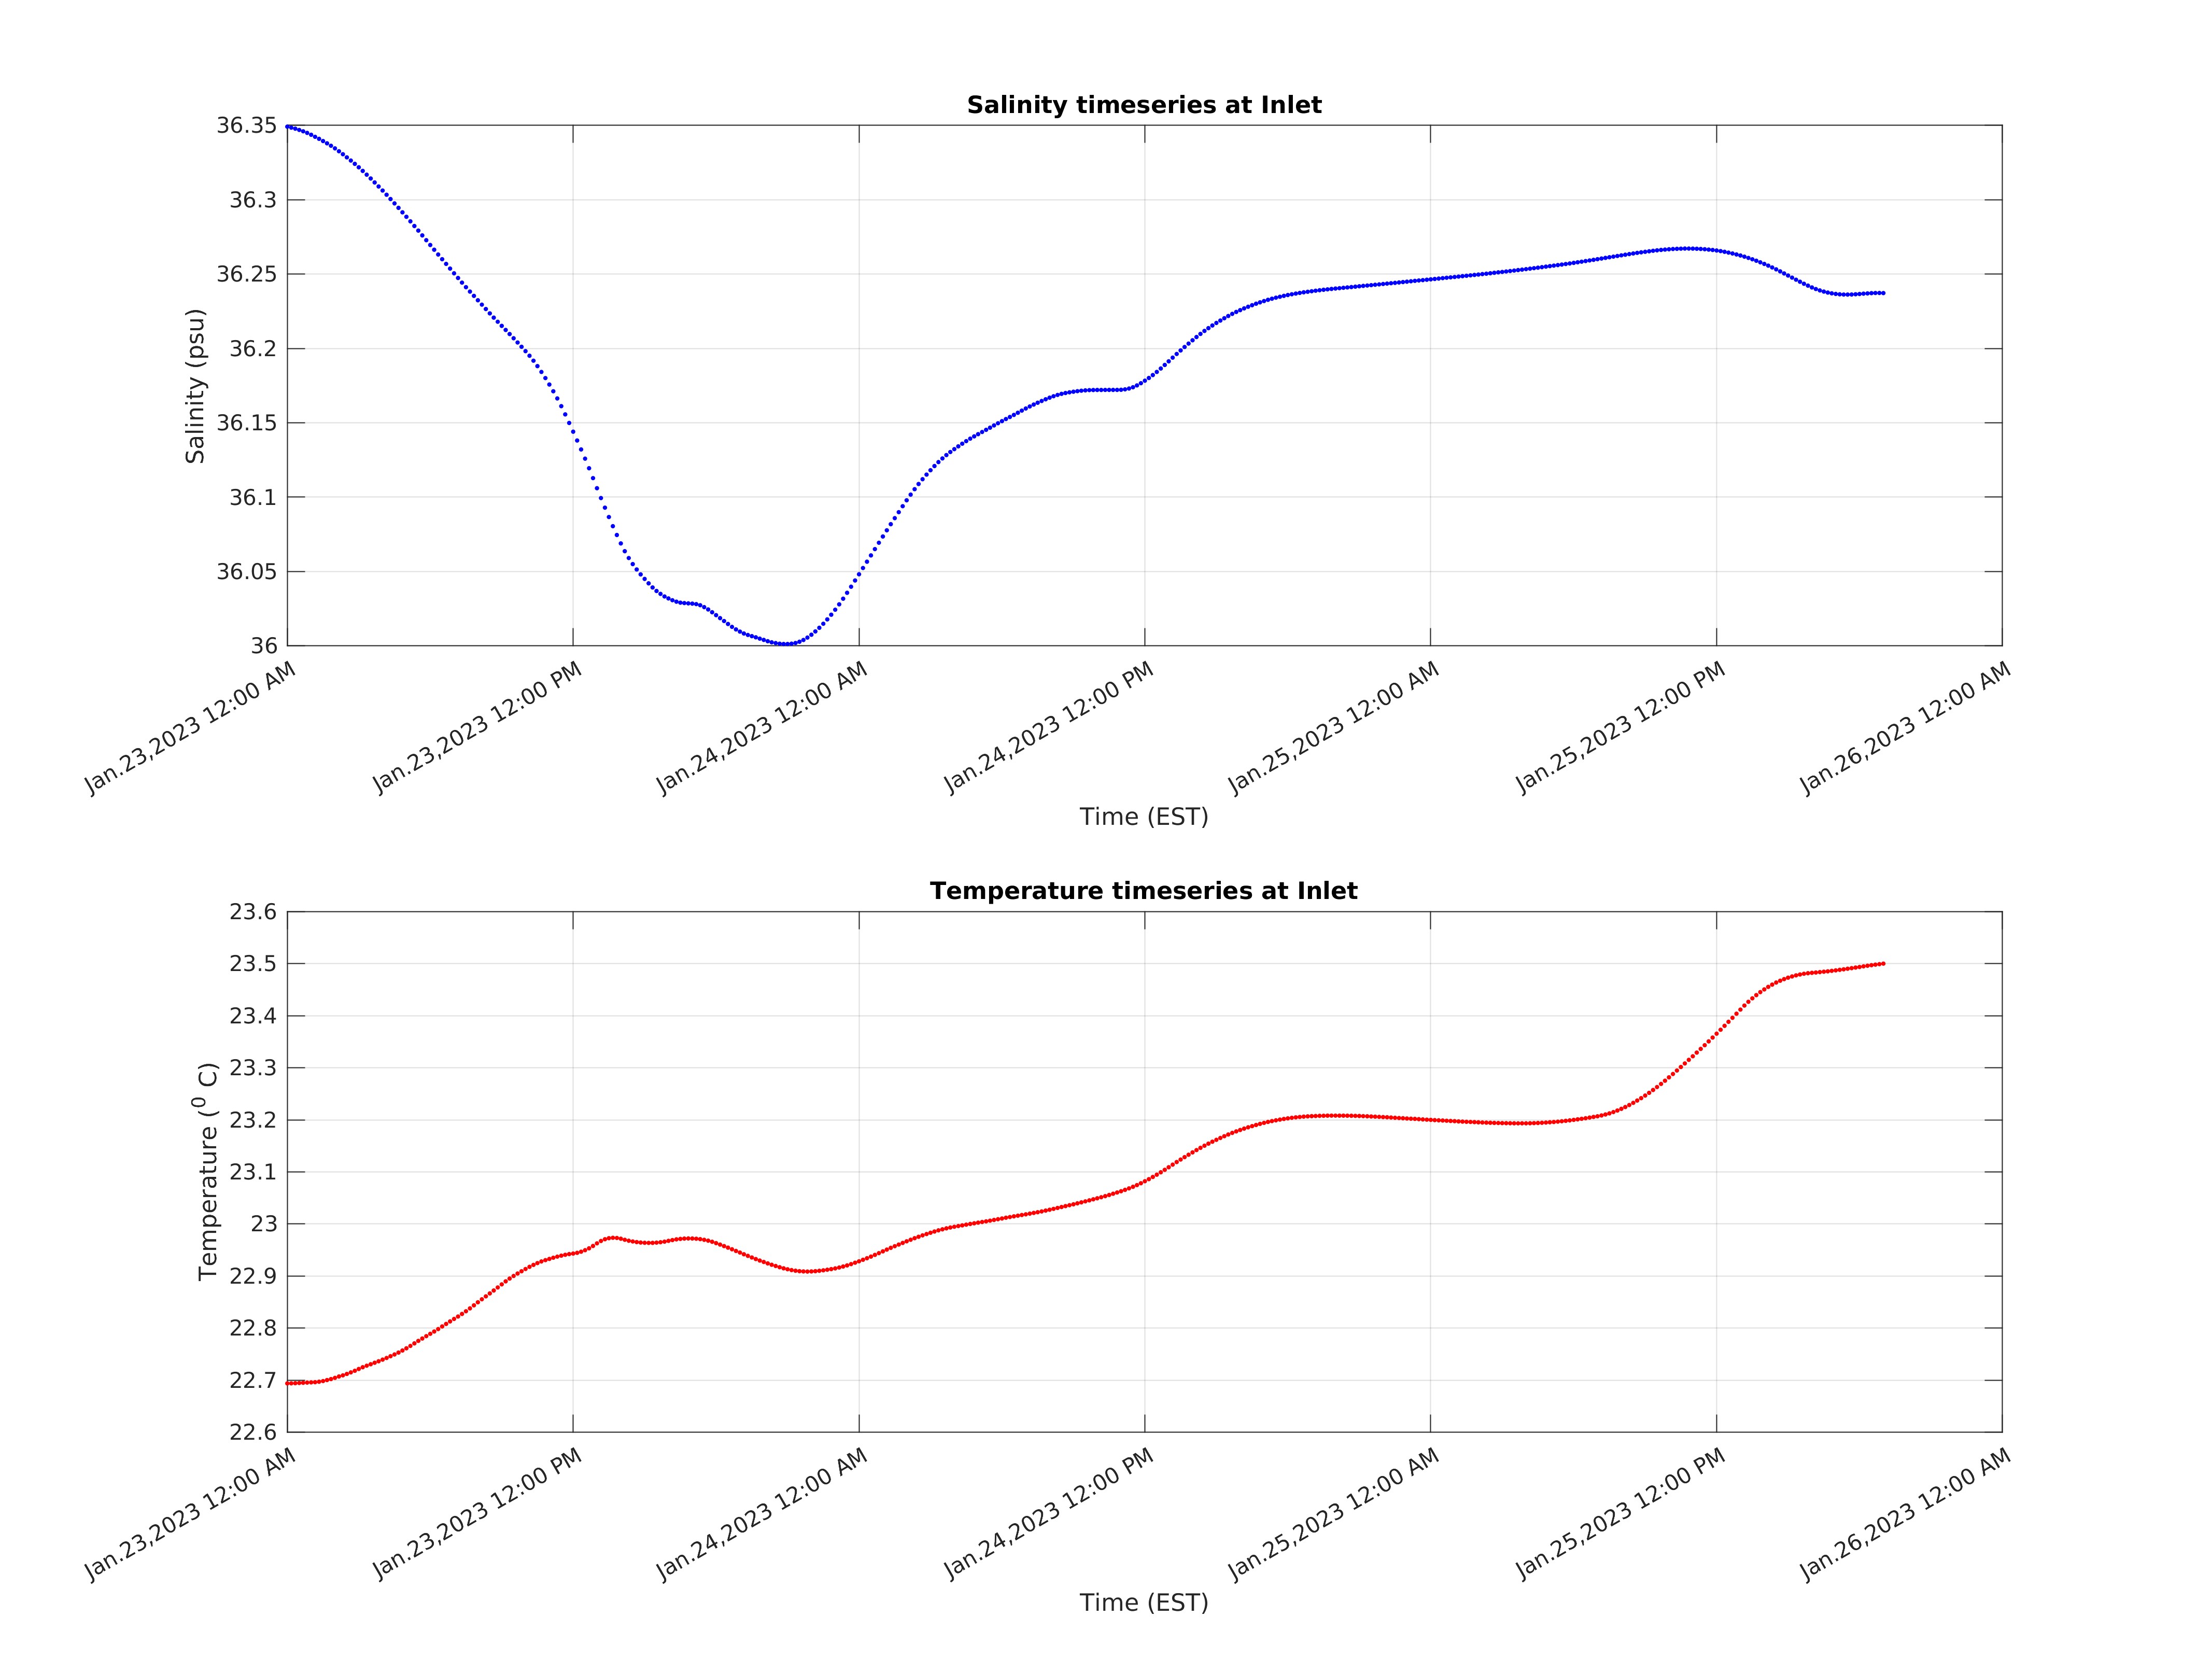 Salinity timeseries at Inlet
36.35
36.3
36.25
36.2
36.15
36.1
36.05
36
Salinity (psu)
Jan.23,2023 12:00 AM
Jan.23,2023 12:00 PM
Jan.24,2023 12:00 AM
Jan.24,2023 12:00 PM
Jan.25,2023 12:00 AM
Jan.25,2023 12:00 PM
Jan.26,2023 12:00 AM
Time (EST)
Temperature timeseries at Inlet
23.6
23.5
23.4
23.3
23.2
23.1
23
22.9
22.8
22.7
22.6
Temperature (⁰ C)
Jan.23,2023 12:00 AM
Jan.23,2023 12:00 PM
Jan.24,2023 12:00 AM
Jan.24,2023 12:00 PM
Jan.25,2023 12:00 AM
Jan.25,2023 12:00 PM
Jan.26,2023 12:00 AM
Time (EST)